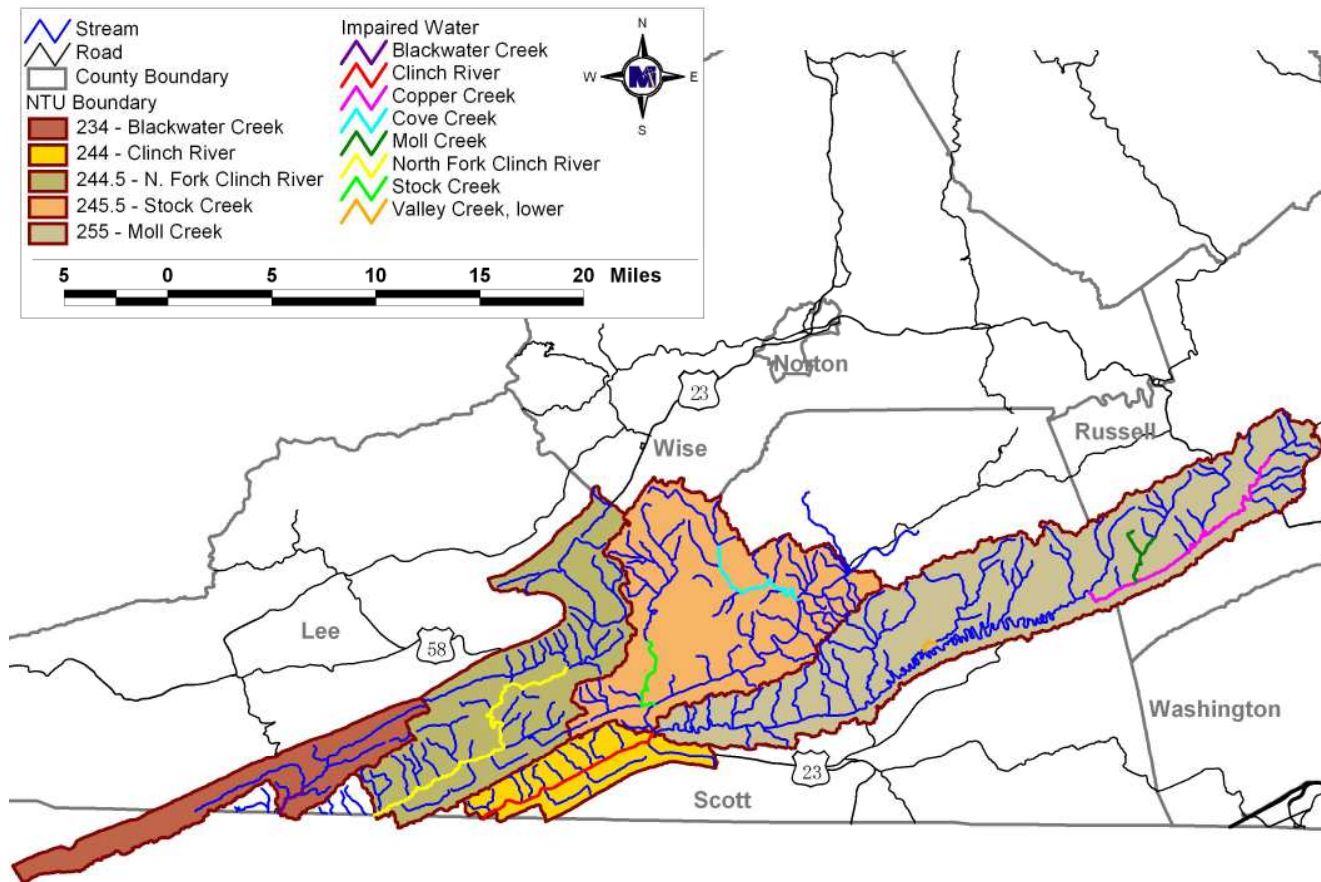 Stream
Road
County Boundary
NTU Boundary
234 - Blackwater Creek
244 - Clinch River
244.5 - N. Fork Clinch River
245.5 - Stock Creek
255 - Moll Creek
Impaired Water
Blackwater Creek
Clinch River
Copper Creek
Cove Creek
Moll Creek
North Fork Clinch River
Stock Creek
Valley Creek, lower
N
W
E
S
M
5 0 5 10 15 20 Miles
Norton
23
Wise
Russell
Lee
58
Washington
23
Scott